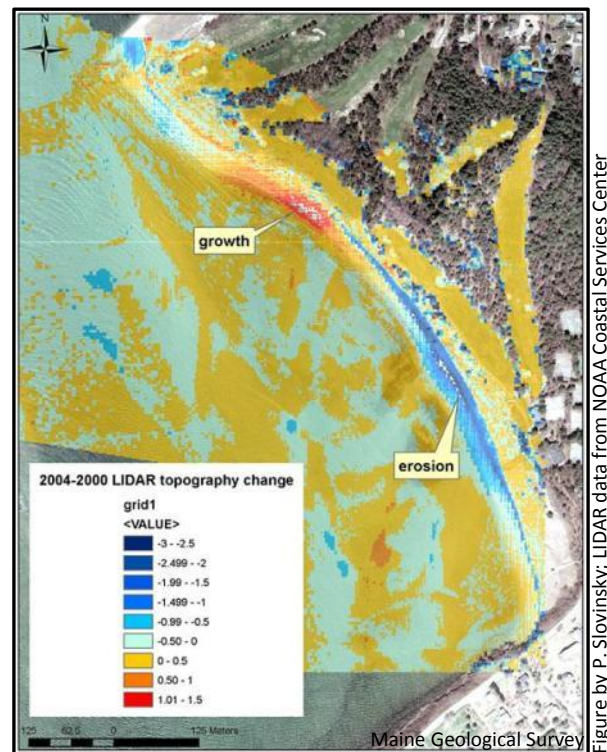 N
growth
erosion
2004-2000 LIDAR topography change
grid1
<VALUE>
-3 - -2.5
-2.499 - -2
-1.99 - -1.5
-1.499 - -1
-0.99 - -0.5
-0.50 - 0
0 - 0.5
0.50 - 1
1.01 - 1.5
125 62.5 0 125 Meters
Maine Geological Survey
Figure by P. Slovinsky; LIDAR data from NOAA Coastal Services Center